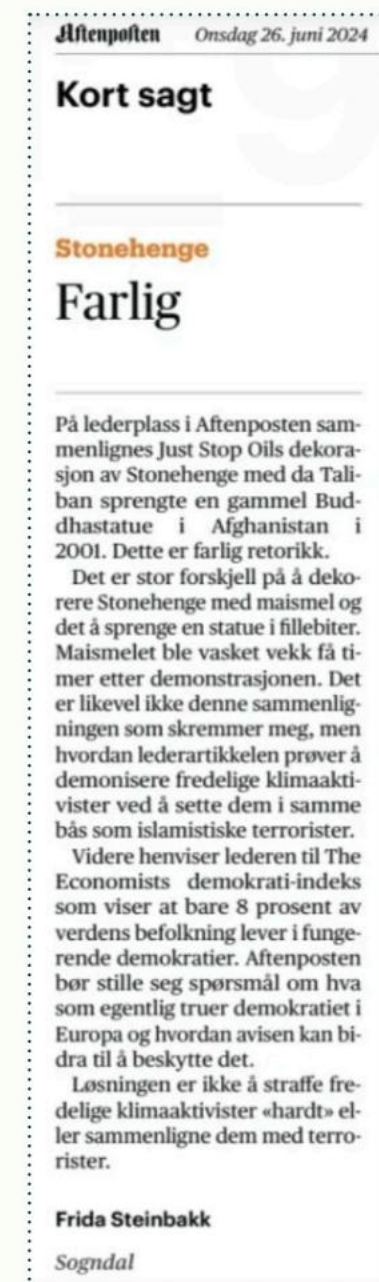 Aftenposten Onsdag 26. juni 2024
Kort sagt
Stonehenge
Farlig
På lederplass i Aftenposten sam-
menlignes Just Stop Oils dekora-
sjon av Stonehenge med da Tali-
ban sprengte en gammel Bud-
dhastatue i Afghanistan i
2001. Dette er farlig retorikk.
Det er stor forskjell på å deko-
rere Stonehenge med maismel og
det å sprenge en statue i fillebiter.
Maismelet ble vasket vekk få ti-
mer etter demonstrasjonen. Det
er likevel ikke denne sammenlig-
ningen som skremmer meg, men
hvordan lederartikkelen prøver å
demonisere fredelige klimaakti-
vister ved å sette dem i samme
bås som islamistiske terrorister.
Videre henviser lederen til The
Economists demokrati-indeks
som viser at bare 8 prosent av
verdens befolkning lever i funge-
rende demokratier. Aftenposten
bør stille seg spørsmål om hva
som egentlig truer demokratiet i
Europa og hvordan avisen kan bi-
dra til å beskytte det.
Løsningen er ikke å straffe fre-
delige klimaaktivister «hardt» el-
ler sammenligne dem med terro-
rister.
Frida Steinbakk
Sogndal